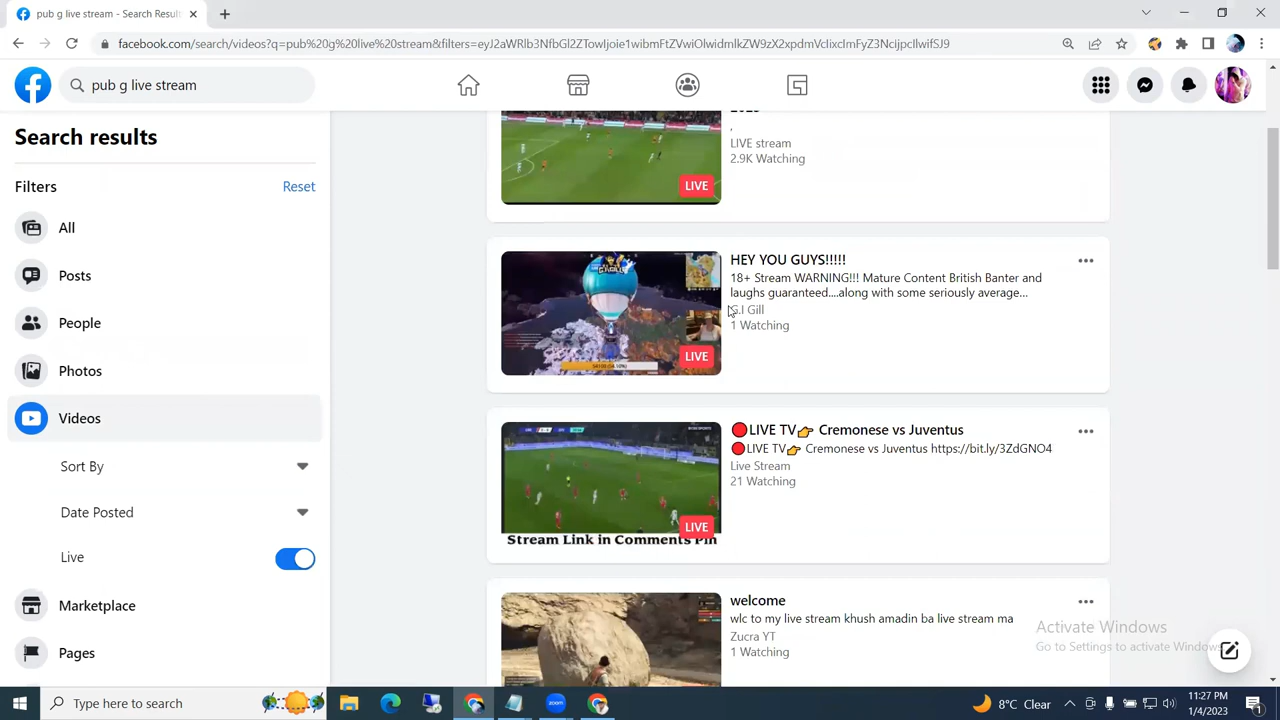 pub g live stream - Search Result
facebook.com/search/videos?q=pub%20g%20live%20stream&filters=eyJ2aWRlb3NfbGl2ZTowIjoie1wibmFtZVwiOlwidmlkZW9zX2xpdmVcIixcImFyZ3NcijpcIlwifSJ9
pub g live stream
Search results
Filters
Reset
All
Posts
People
Photos
Videos
Sort By
Date Posted
Live
Marketplace
Pages
,
LIVE stream
2.9K Watching
LIVE
HEY YOU GUYS!!!!!
18+ Stream WARNING!!! Mature Content British Banter and
laughs guaranteed....along with some seriously average...
G.I Gill
1 Watching
LIVE
🔴LIVE TV👉 Cremonese vs Juventus
🔴LIVE TV👉 Cremonese vs Juventus https://bit.ly/3ZdGNO4
Live Stream
21 Watching
LIVE
Stream Link in Comments Pin
welcome
wlc to my live stream khush amadin ba live stream ma
Zucra YT
1 Watching
Activate Windows
Go to Settings to activate Windows
Type here to search
zoom
8°C Clear
11:27 PM
1/4/2023
1